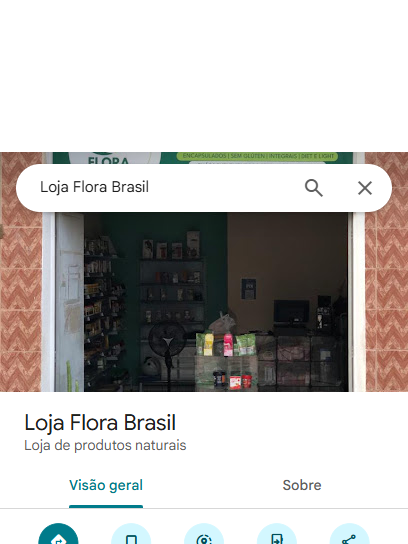 FLORA
ENCAPSULADOS | SEM GLÚTEN | INTEGRAIS | DIET E LIGHT
Loja Flora Brasil
Loja Flora Brasil
Loja de produtos naturais
Visão geral
Sobre